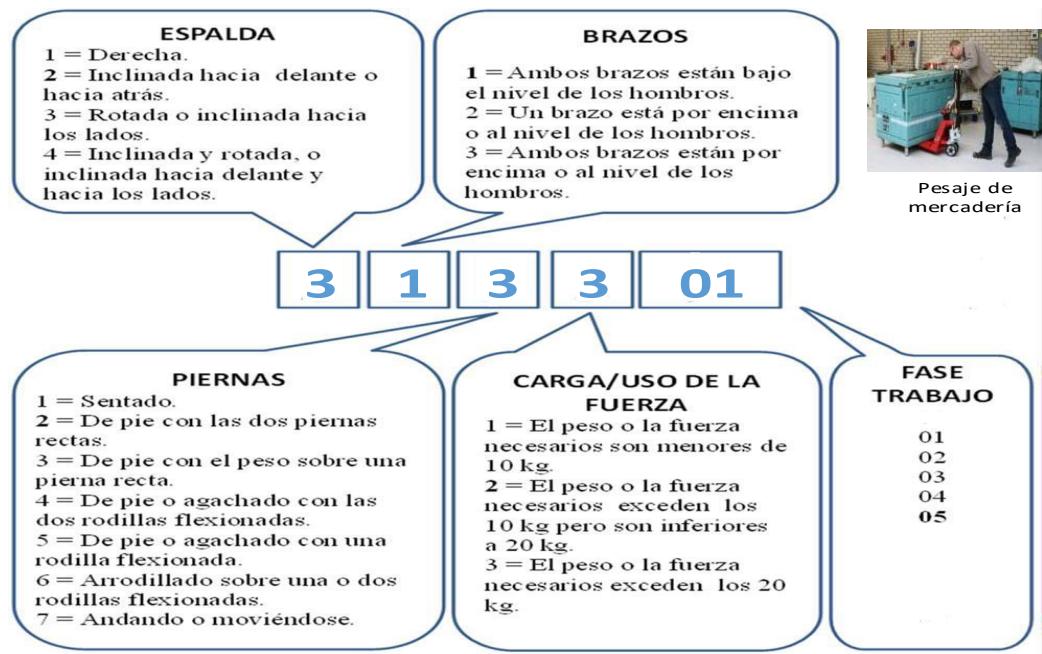 ESPALDA
1 = Derecha.
2 = Inclinada hacia delante o
hacia atrás.
3 = Rotada o inclinada hacia
los lados.
4 = Inclinada y rotada, o
inclinada hacia delante y
hacia los lados.
BRAZOS
1 = Ambos brazos están bajo
el nivel de los hombros.
2 = Un brazo está por encima
o al nivel de los hombros.
3 = Ambos brazos están por
encima o al nivel de los
hombros.
Pesaje de
mercadería
3 1 3 3 01
PIERNAS
1 = Sentado.
2 = De pie con las dos piernas
rectas.
3 = De pie con el peso sobre una
pierna recta.
4 = De pie o agachado con las
dos rodillas flexionadas.
5 = De pie o agachado con una
rodilla flexionada.
6 = Arrodillado sobre una o dos
rodillas flexionadas.
7 = Andando o moviéndose.
CARGA/USO DE LA
FUERZA
1 = El peso o la fuerza
necesarios son menores de
10 kg.
2 = El peso o la fuerza
necesarios exceden los
10 kg pero son inferiores
a 20 kg.
3 = El peso o la fuerza
necesarios exceden los 20
kg.
FASE
TRABAJO
01
02
03
04
05